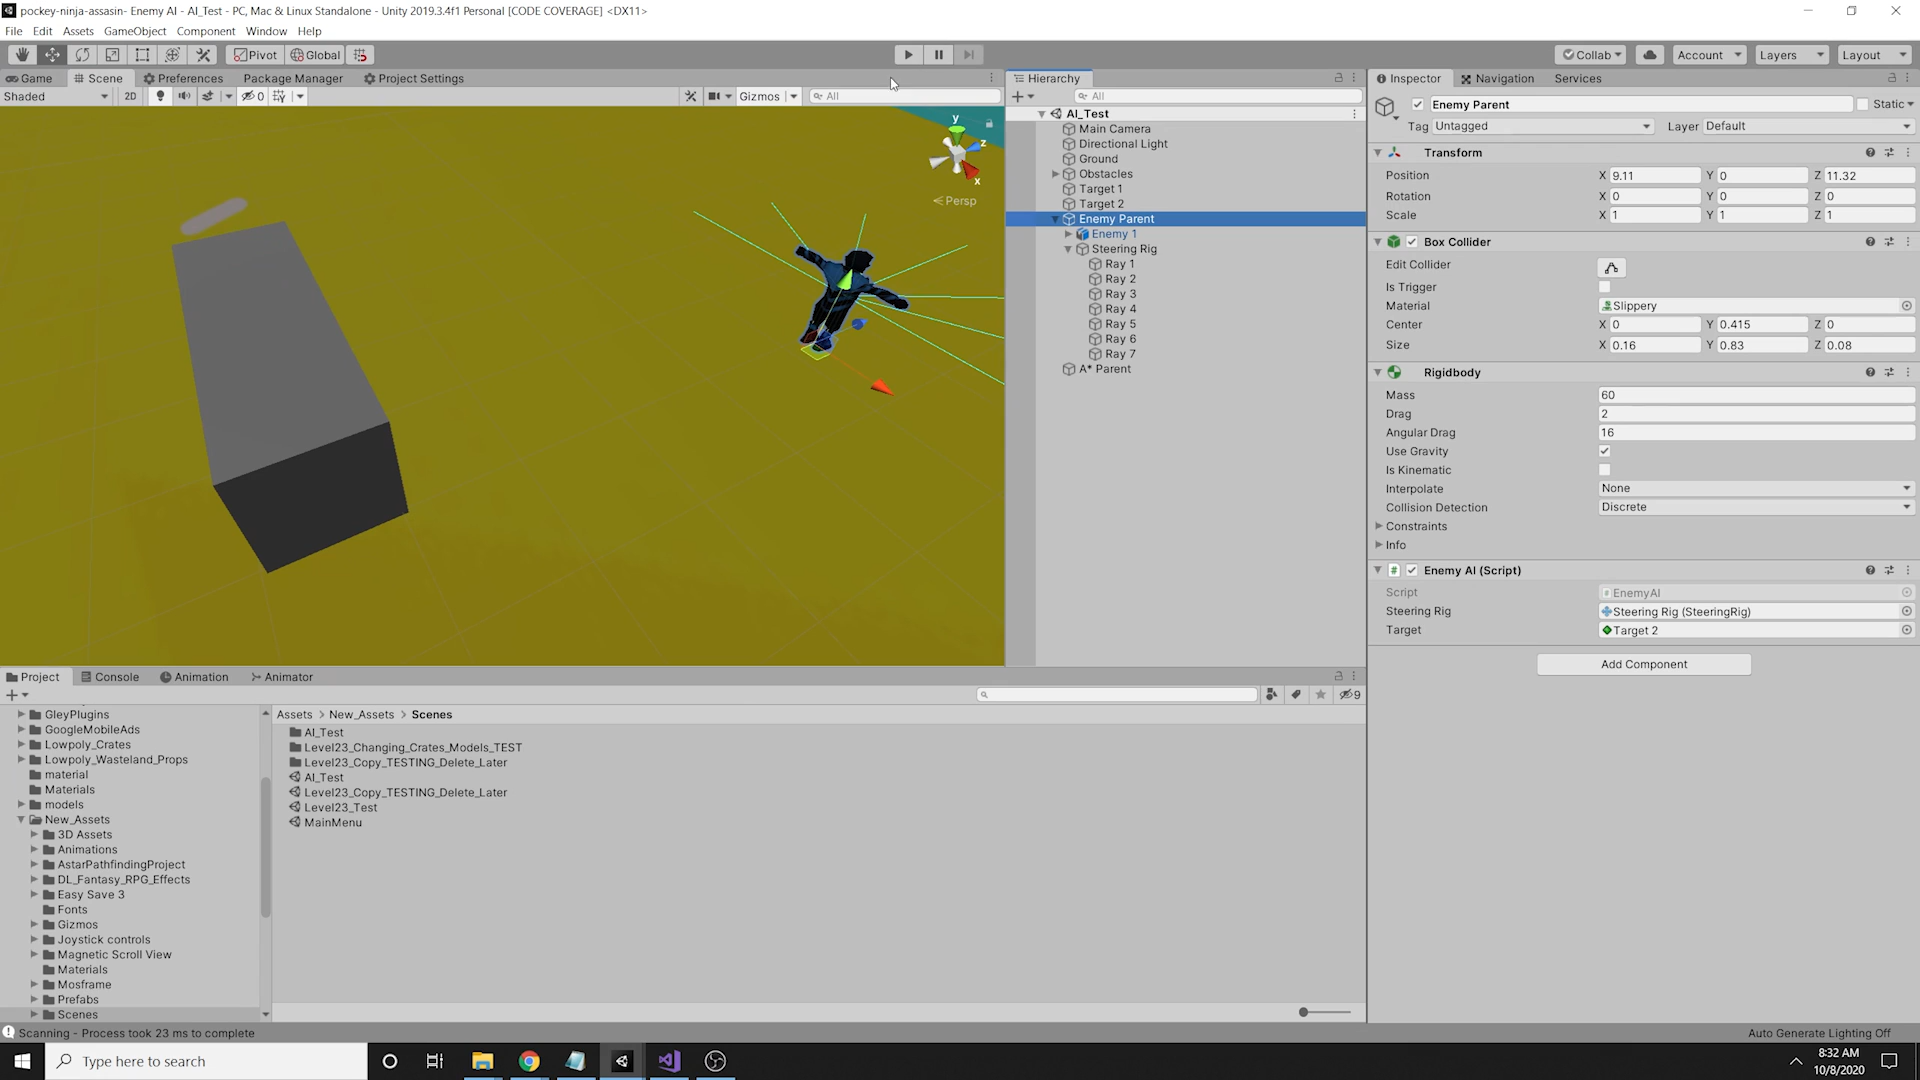 pockey-ninja-assasin- Enemy AI - AI_Test - PC, Mac & Linux Standalone - Unity 2019.3.4f1 Personal [CODE COVERAGE] <DX11>
File Edit Assets GameObject Component Window Help
Pivot Global Collab Account Layers Layout
Game Scene Preferences Package Manager Project Settings
Shaded 2D 0 Gizmos All
y
z
x
Persp
Hierarchy
All
AI_Test
Main Camera
Directional Light
Ground
Obstacles
Target 1
Target 2
Enemy Parent
Enemy 1
Steering Rig
Ray 1
Ray 2
Ray 3
Ray 4
Ray 5
Ray 6
Ray 7
A* Parent
Inspector Navigation Services
Enemy Parent Static
Tag Untagged Layer Default
Transform
Position X 9.11 Y 0 Z 11.32
Rotation X 0 Y 0 Z 0
Scale X 1 Y 1 Z 1
Box Collider
Edit Collider
Is Trigger
Material Slippery
Center X 0 Y 0.415 Z 0
Size X 0.16 Y 0.83 Z 0.08
Rigidbody
Mass 60
Drag 2
Angular Drag 16
Use Gravity
Is Kinematic
Interpolate None
Collision Detection Discrete
Constraints
Info
Enemy AI (Script)
Script EnemyAI
Steering Rig Steering Rig (SteeringRig)
Target Target 2
Add Component
Project Console Animation Animator
9
GleyPlugins
GoogleMobileAds
Lowpoly_Crates
Lowpoly_Wasteland_Props
material
Materials
models
New_Assets
3D Assets
Animations
AstarPathfindingProject
DL_Fantasy_RPG_Effects
Easy Save 3
Fonts
Gizmos
Joystick controls
Magnetic Scroll View
Materials
Mosframe
Prefabs
Scenes
Assets > New_Assets > Scenes
AI_Test
Level23_Changing_Crates_Models_TEST
Level23_Copy_TESTING_Delete_Later
AI_Test
Level23_Copy_TESTING_Delete_Later
Level23_Test
MainMenu
Scanning - Process took 23 ms to complete
Auto Generate Lighting Off
Type here to search
8:32 AM
10/8/2020